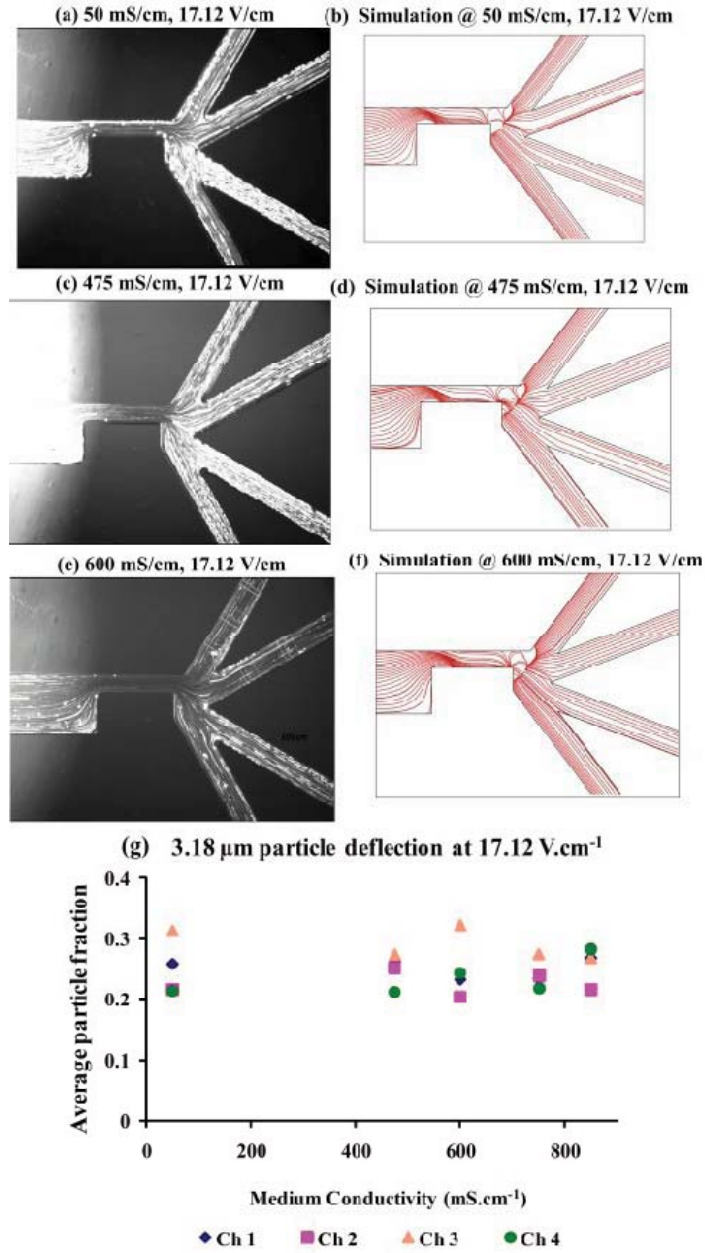 (a) 50 mS/cm, 17.12 V/cm
(b) Simulation @ 50 mS/cm, 17.12 V/cm
(c) 475 mS/cm, 17.12 V/cm
(d) Simulation @ 475 mS/cm, 17.12 V/cm
(e) 600 mS/cm, 17.12 V/cm
(f) Simulation @ 600 mS/cm, 17.12 V/cm
(g) 3.18 µm particle deflection at 17.12 V.cm⁻¹
Average particle fraction
0.4
0.3
0.2
0.1
0
0 200 400 600 800
Medium Conductivity (mS.cm⁻¹)
Ch 1 Ch 2 Ch 3 Ch 4